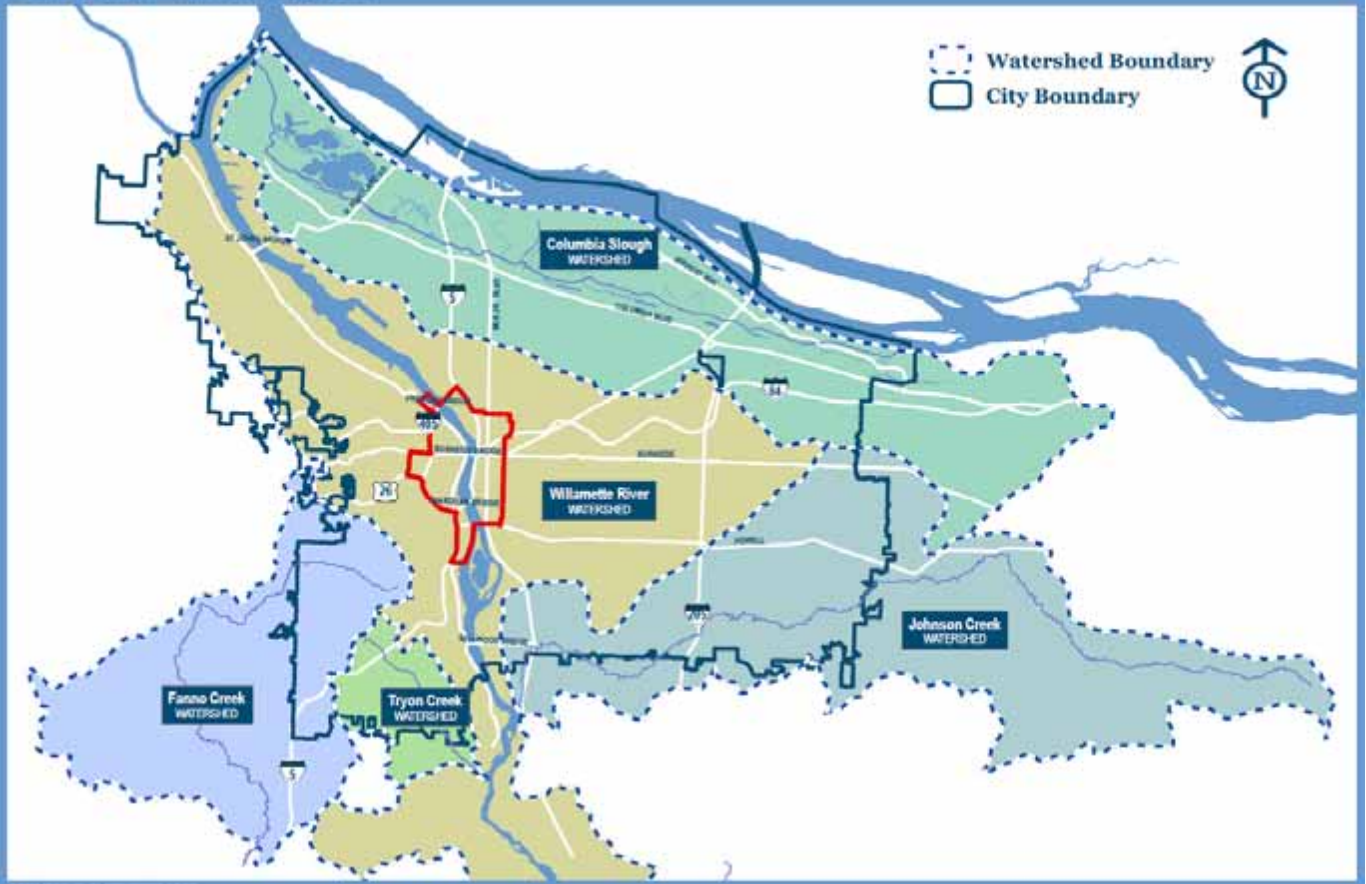 Watershed Boundary
N
City Boundary
Columbia Slough
WATERSHED
5
84
405
BURNSIDE
26
Willamette River
WATERSHED
POWELL
205
Johnson Creek
WATERSHED
Fanno Creek
WATERSHED
Tryon Creek
WATERSHED
5